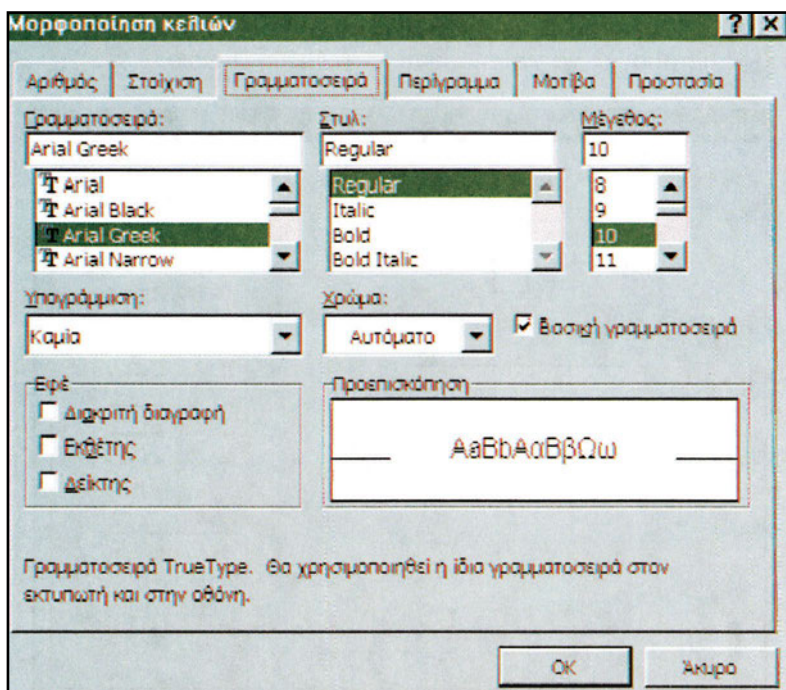 Μορφοποίηση κελιών
Αριθμός Στοίχιση Γραμματοσειρά Περίγραμμα Μοτίβα Προστασία
Γραμματοσειρά: Στυλ: Μέγεθος:
Arial Greek Regular 10
Arial Regular 8
Arial Black Italic 9
Arial Greek Bold 10
Arial Narrow Bold Italic 11
Υπογράμμιση: Χρώμα:
Καμία Αυτόματο Βασική γραμματοσειρά
Εφέ Προεπισκόπηση
Διακριτή διαγραφή
Εκθέτης AaBbΑαΒβΩω
Δείκτης
Γραμματοσειρά TrueType. Θα χρησιμοποιηθεί η ίδια γραμματοσειρά στον
εκτυπωτή και στην οθόνη.
OK Άκυρο